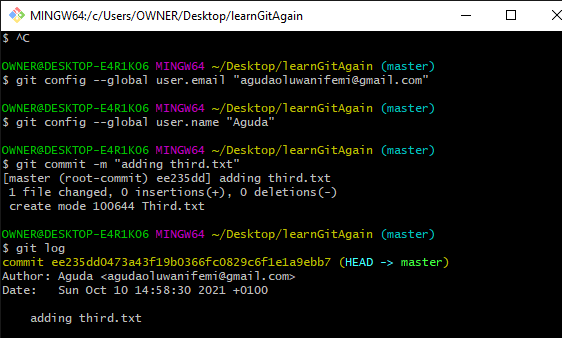 MINGW64:/c/Users/OWNER/Desktop/learnGitAgain
$ ^C
OWNER@DESKTOP-E4R1KO6 MINGW64 ~/Desktop/learnGitAgain (master)
$ git config --global user.email "agudaoluwanifemi@gmail.com"
OWNER@DESKTOP-E4R1KO6 MINGW64 ~/Desktop/learnGitAgain (master)
$ git config --global user.name "Aguda"
OWNER@DESKTOP-E4R1KO6 MINGW64 ~/Desktop/learnGitAgain (master)
$ git commit -m "adding third.txt"
[master (root-commit) ee235dd] adding third.txt
 1 file changed, 0 insertions(+), 0 deletions(-)
 create mode 100644 Third.txt
OWNER@DESKTOP-E4R1KO6 MINGW64 ~/Desktop/learnGitAgain (master)
$ git log
commit ee235dd0473a43f19b0366fc0829c6f1e1a9ebb7 (HEAD -> master)
Author: Aguda <agudaoluwanifemi@gmail.com>
Date:   Sun Oct 10 14:58:30 2021 +0100
    adding third.txt